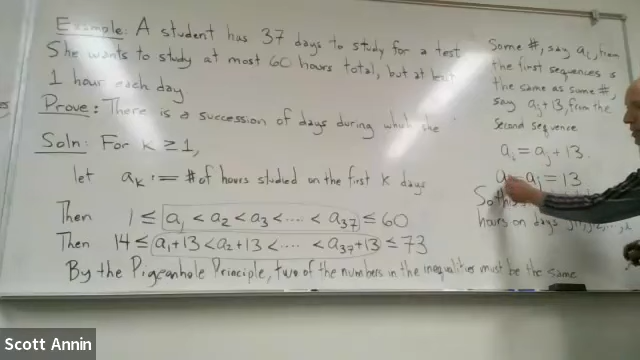 Example: A student has 37 days to study for a test
She wants to study at most 60 hours total, but at least
1 hour each day
Prove: There is a succession of days during which she
Soln: For K ≥ 1,
let a_k := # of hours studied on the first K days
Then 1 ≤ a_1 < a_2 < a_3 < ⋯ < a_37 ≤ 60
Then 14 ≤ a_1+13 < a_2+13 < ⋯ < a_37+13 ≤ 73
By the Pigeonhole Principle, two of the numbers in the inequalities must be the same
Some #, say a_i, from
the first sequences is
the same as some #,
say a_j+13, from the
second sequence
a_i = a_j + 13.
a_i - a_j = 13
So
hours on days
Scott Annin